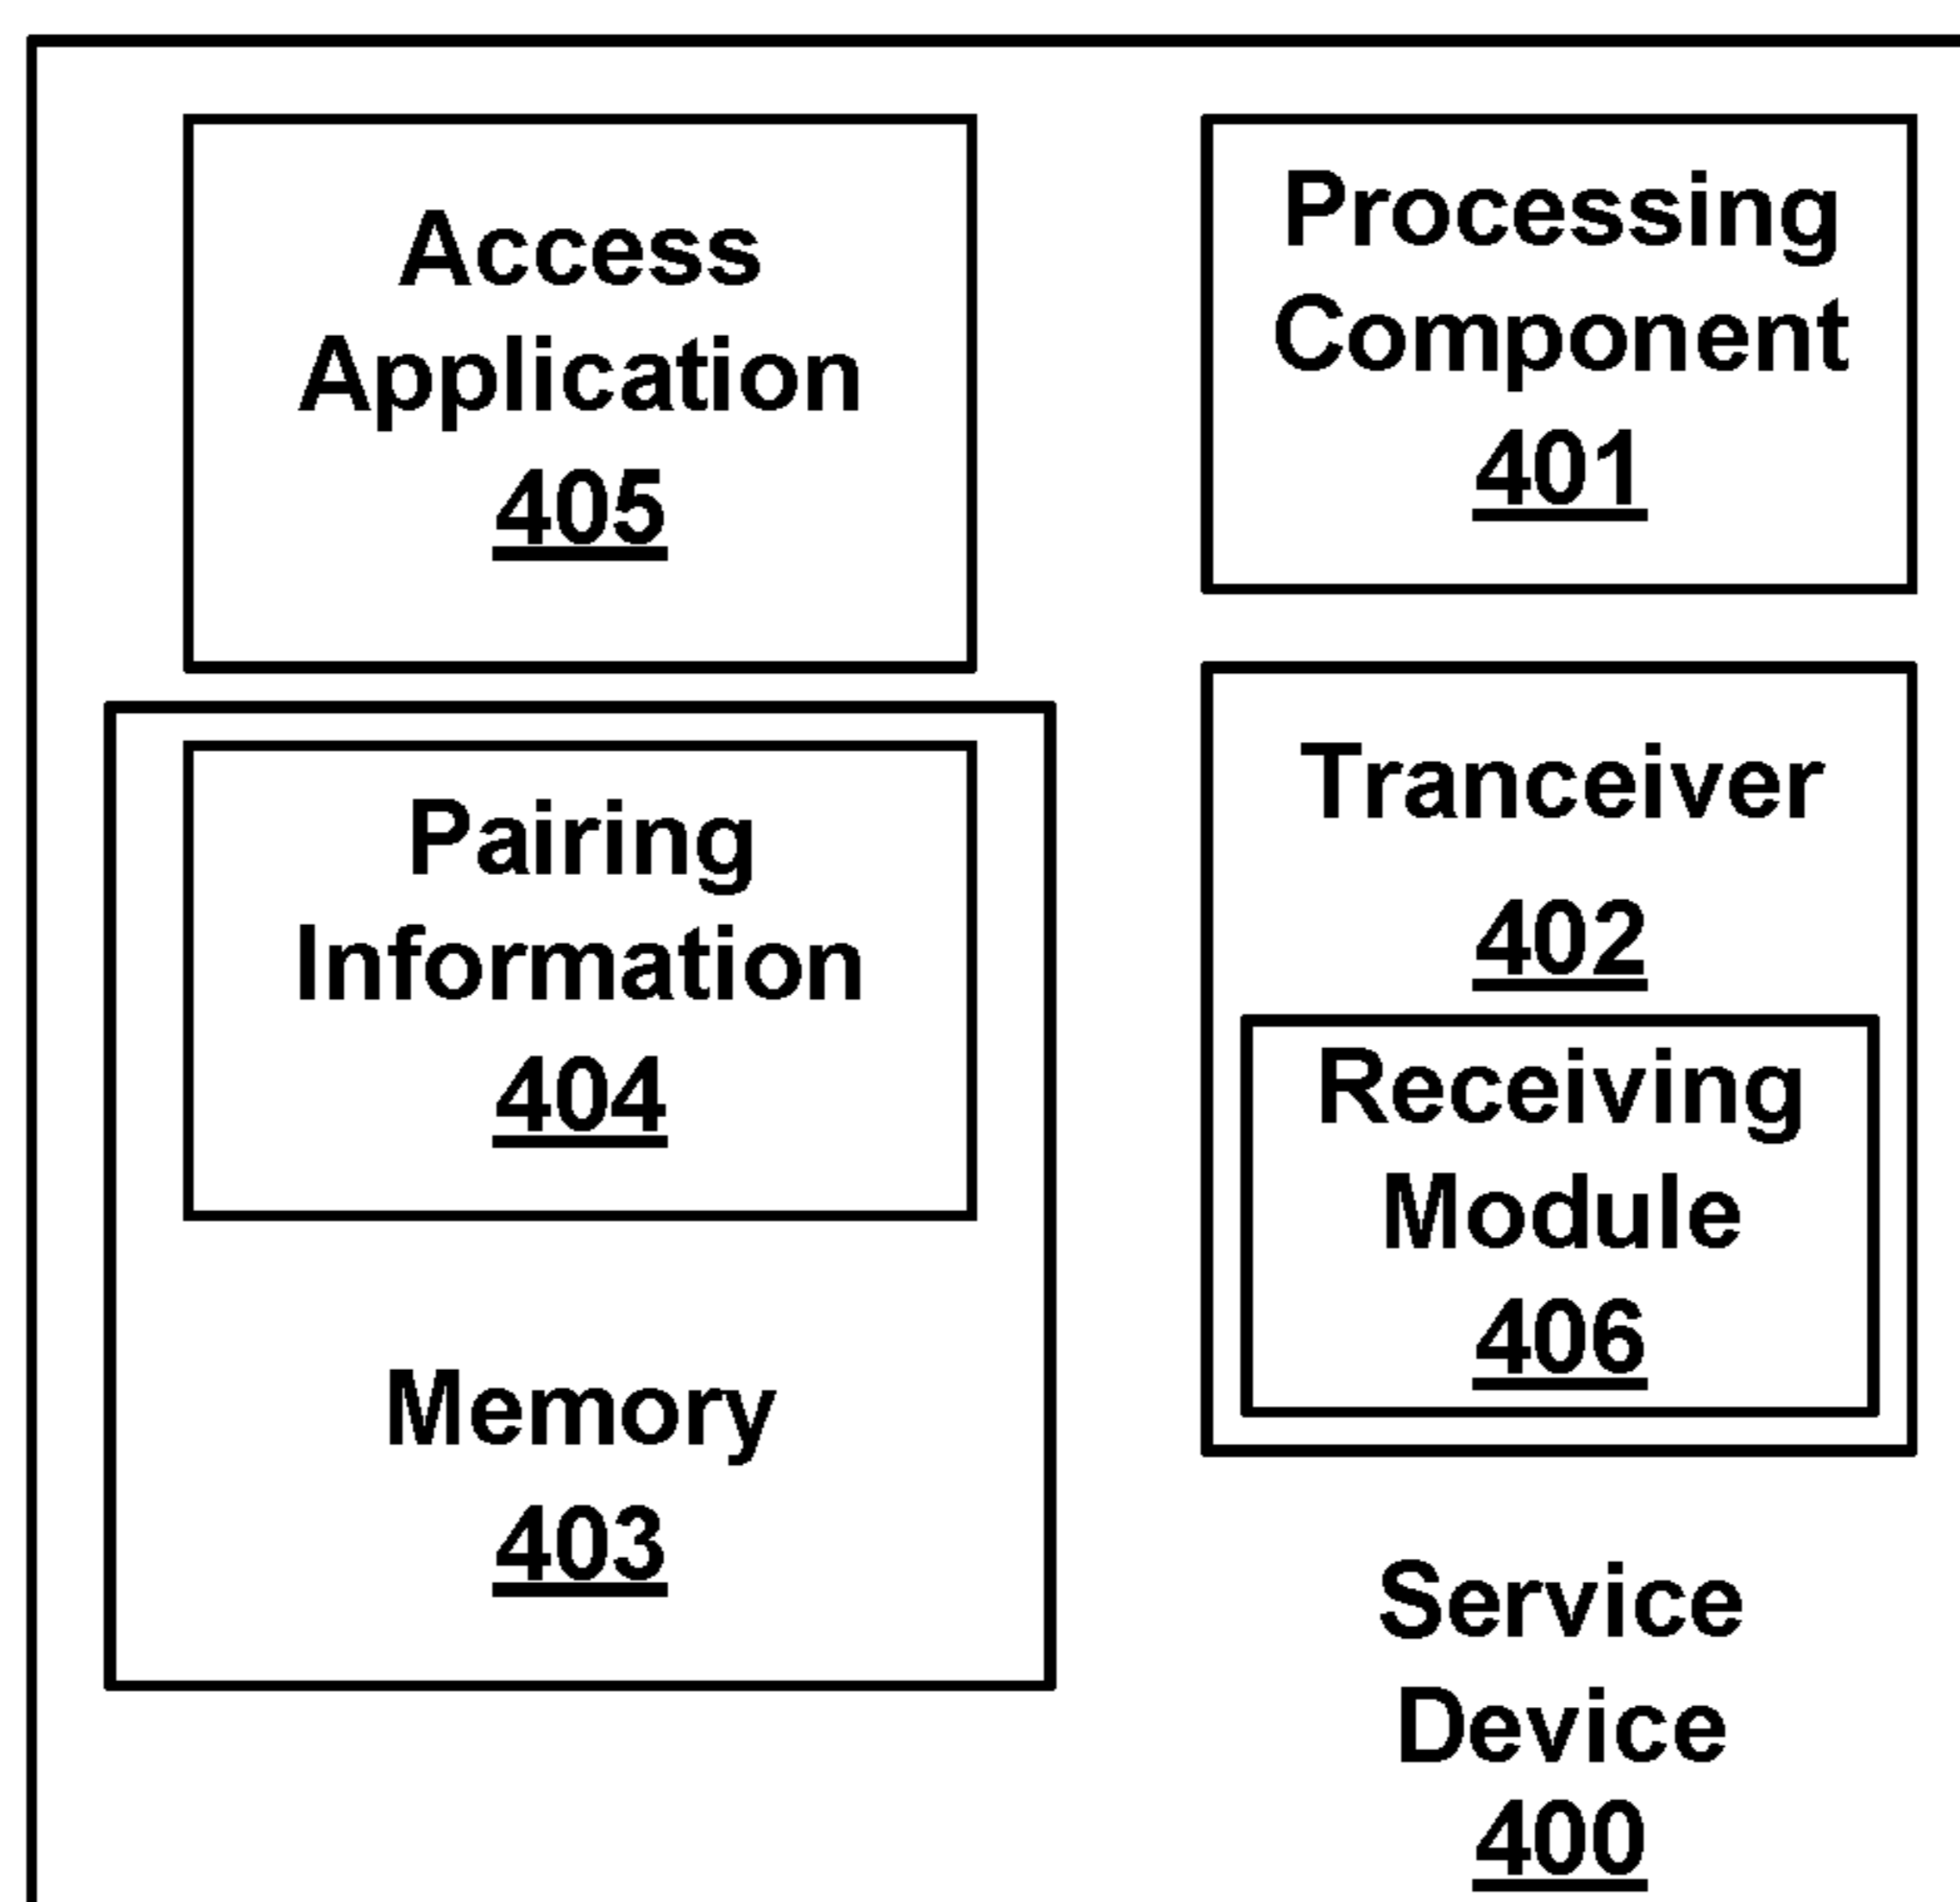 Access
Application
405
Processing
Component
401
Pairing
Information
404
Memory
403
Tranceiver
402
Receiving
Module
406
Service
Device
400